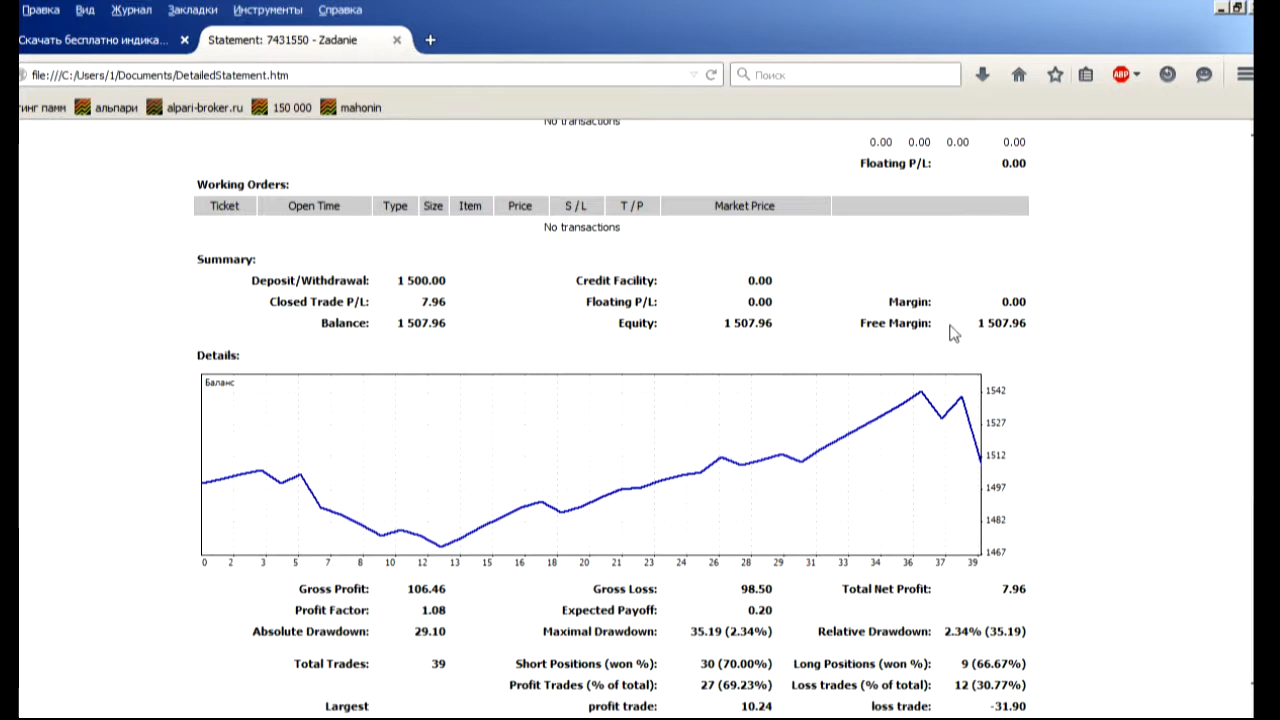 Правка Вид Журнал Закладки Инструменты Справка
Скачать бесплатно индика... Statement: 7431550 - Zadanie
file:///C:/Users/1/Documents/DetailedStatement.htm Поиск ABP
инг памм альпари alpari-broker.ru 150 000 mahonin
No transactions
0.00 0.00 0.00 0.00
Floating P/L: 0.00
Working Orders:
Ticket Open Time Type Size Item Price S / L T / P Market Price
No transactions
Summary:
Deposit/Withdrawal: 1 500.00 Credit Facility: 0.00
Closed Trade P/L: 7.96 Floating P/L: 0.00 Margin: 0.00
Balance: 1 507.96 Equity: 1 507.96 Free Margin: 1 507.96
Details:
Баланс
1542
1527
1512
1497
1482
1467
0 2 3 5 7 8 10 12 13 15 16 18 20 21 23 24 26 28 29 31 33 34 36 37 39
Gross Profit: 106.46 Gross Loss: 98.50 Total Net Profit: 7.96
Profit Factor: 1.08 Expected Payoff: 0.20
Absolute Drawdown: 29.10 Maximal Drawdown: 35.19 (2.34%) Relative Drawdown: 2.34% (35.19)
Total Trades: 39 Short Positions (won %): 30 (70.00%) Long Positions (won %): 9 (66.67%)
Profit Trades (% of total): 27 (69.23%) Loss trades (% of total): 12 (30.77%)
Largest profit trade: 10.24 loss trade: -31.90